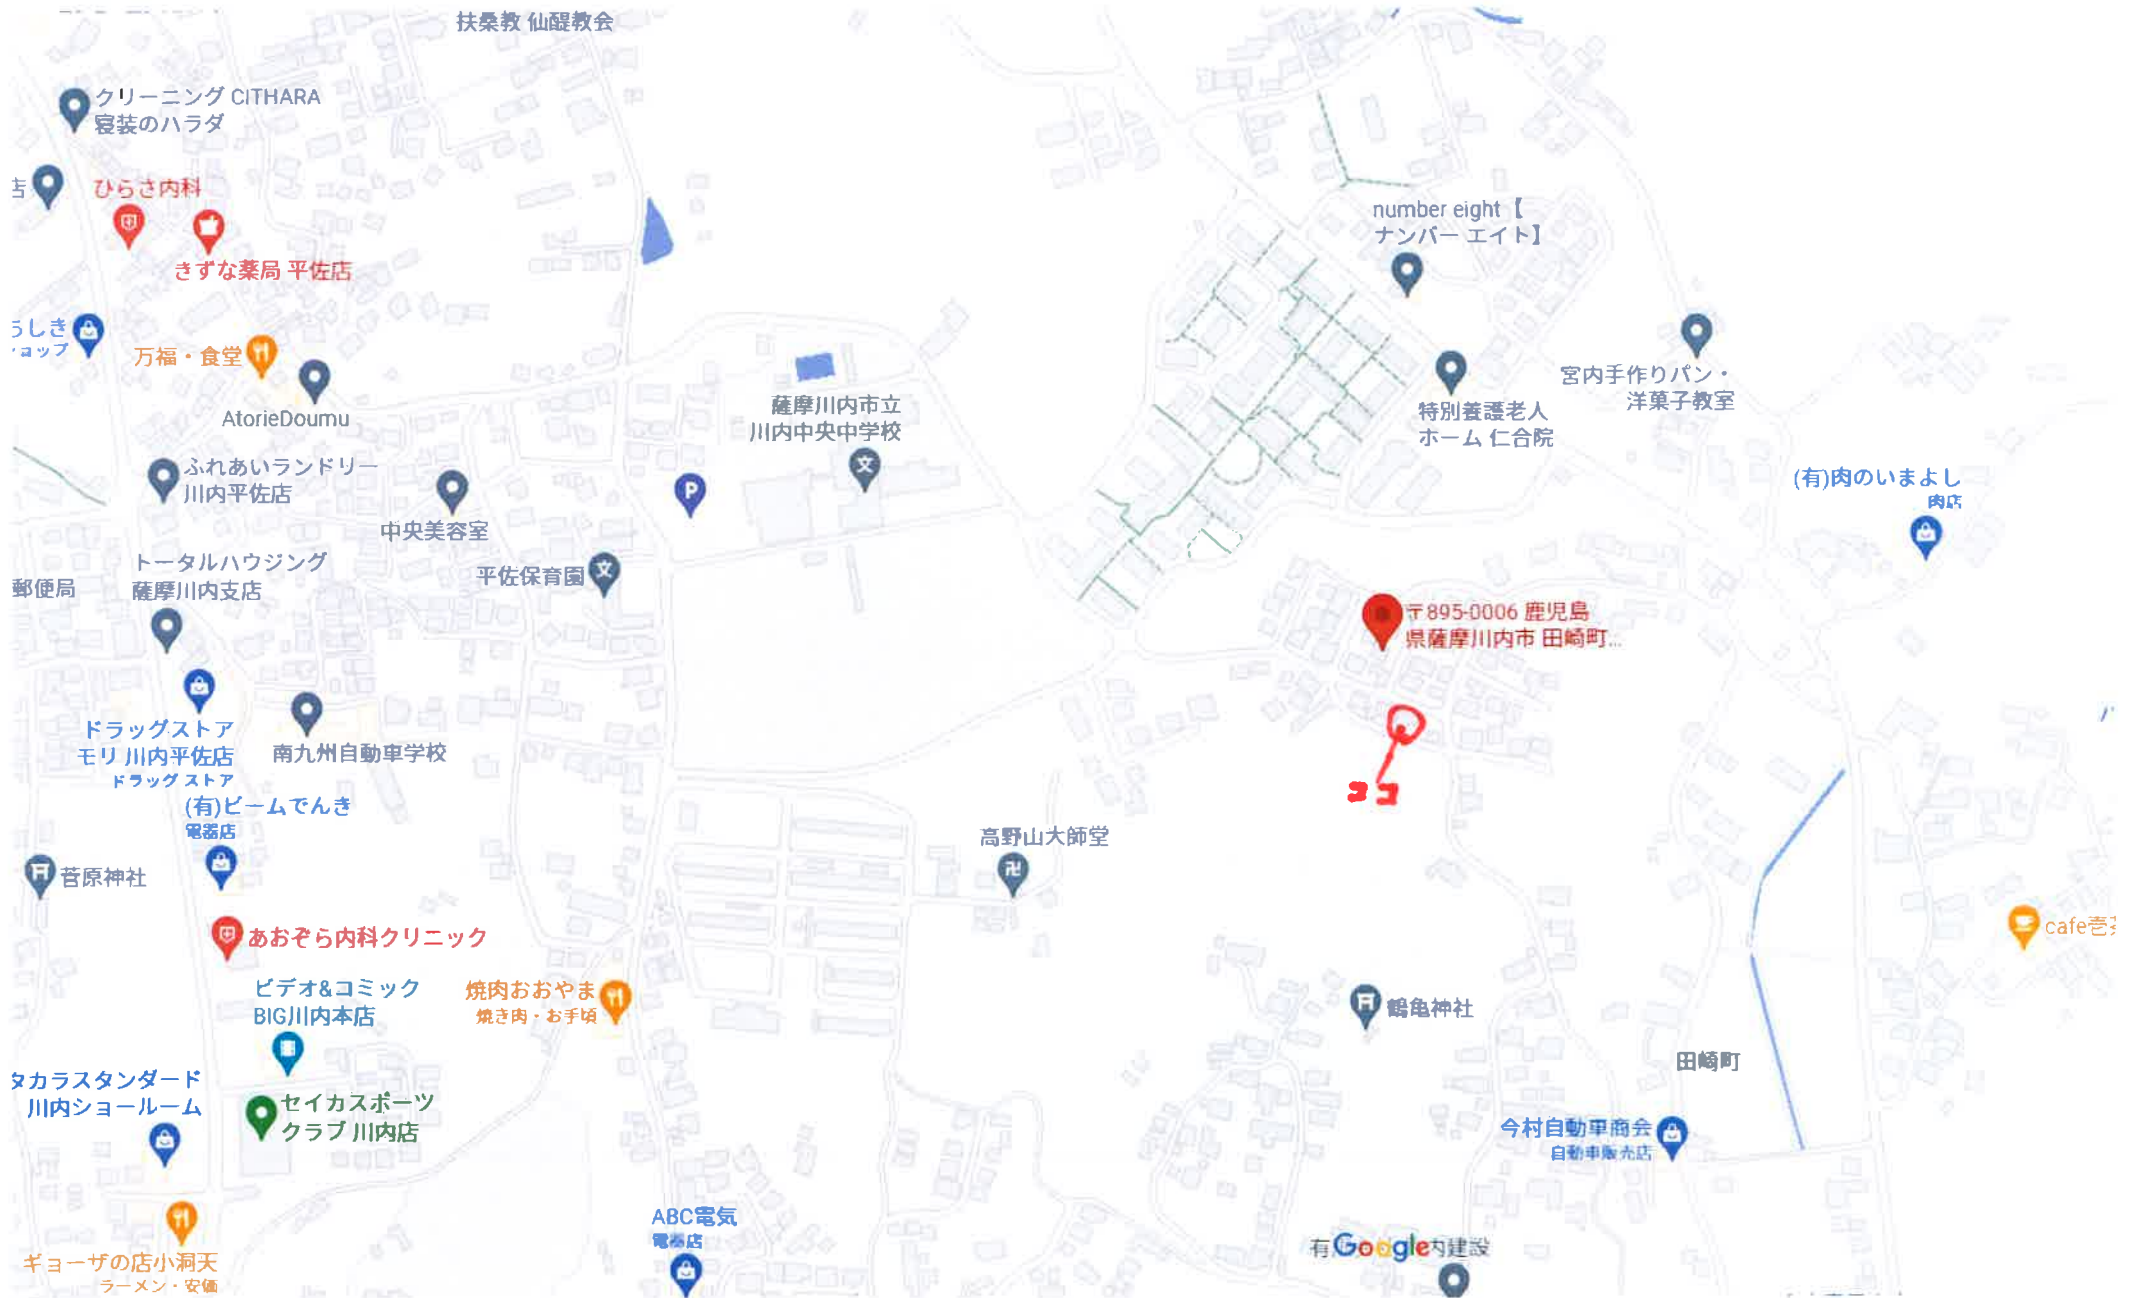 扶桑教 仙醍教会
クリーニング CITHARA
寝装のハラダ
店
ひらさ内科
きずな薬局 平佐店
number eight【
ナンバー エイト】
うしき
ョップ
万福・食堂
AtorieDoumu
薩摩川内市立
川内中央中学校
宮内手作りパン・
洋菓子教室
特別養護老人
ホーム 仁合院
ふれあいランドリー
川内平佐店
P
文
(有)肉のいまよし
肉店
中央美容室
トータルハウジング
薩摩川内支店
郵便局
平佐保育園
文
〒895-0006 鹿児島
県薩摩川内市 田崎町...
ドラッグストア
モリ 川内平佐店
ドラッグ ストア
南九州自動車学校
ココ
(有)ビームでんき
電器店
高野山大師堂
菅原神社
あおぞら内科クリニック
cafe壱
ビデオ&コミック
BIG川内本店
焼肉おおやま
焼き肉・お手頃
鶴亀神社
田崎町
タカラスタンダード
川内ショールーム
セイカスポーツ
クラブ 川内店
今村自動車商会
自動車販売店
ABC電気
電器店
有
Google
内建設
ギョーザの店小洞天
ラーメン・安価